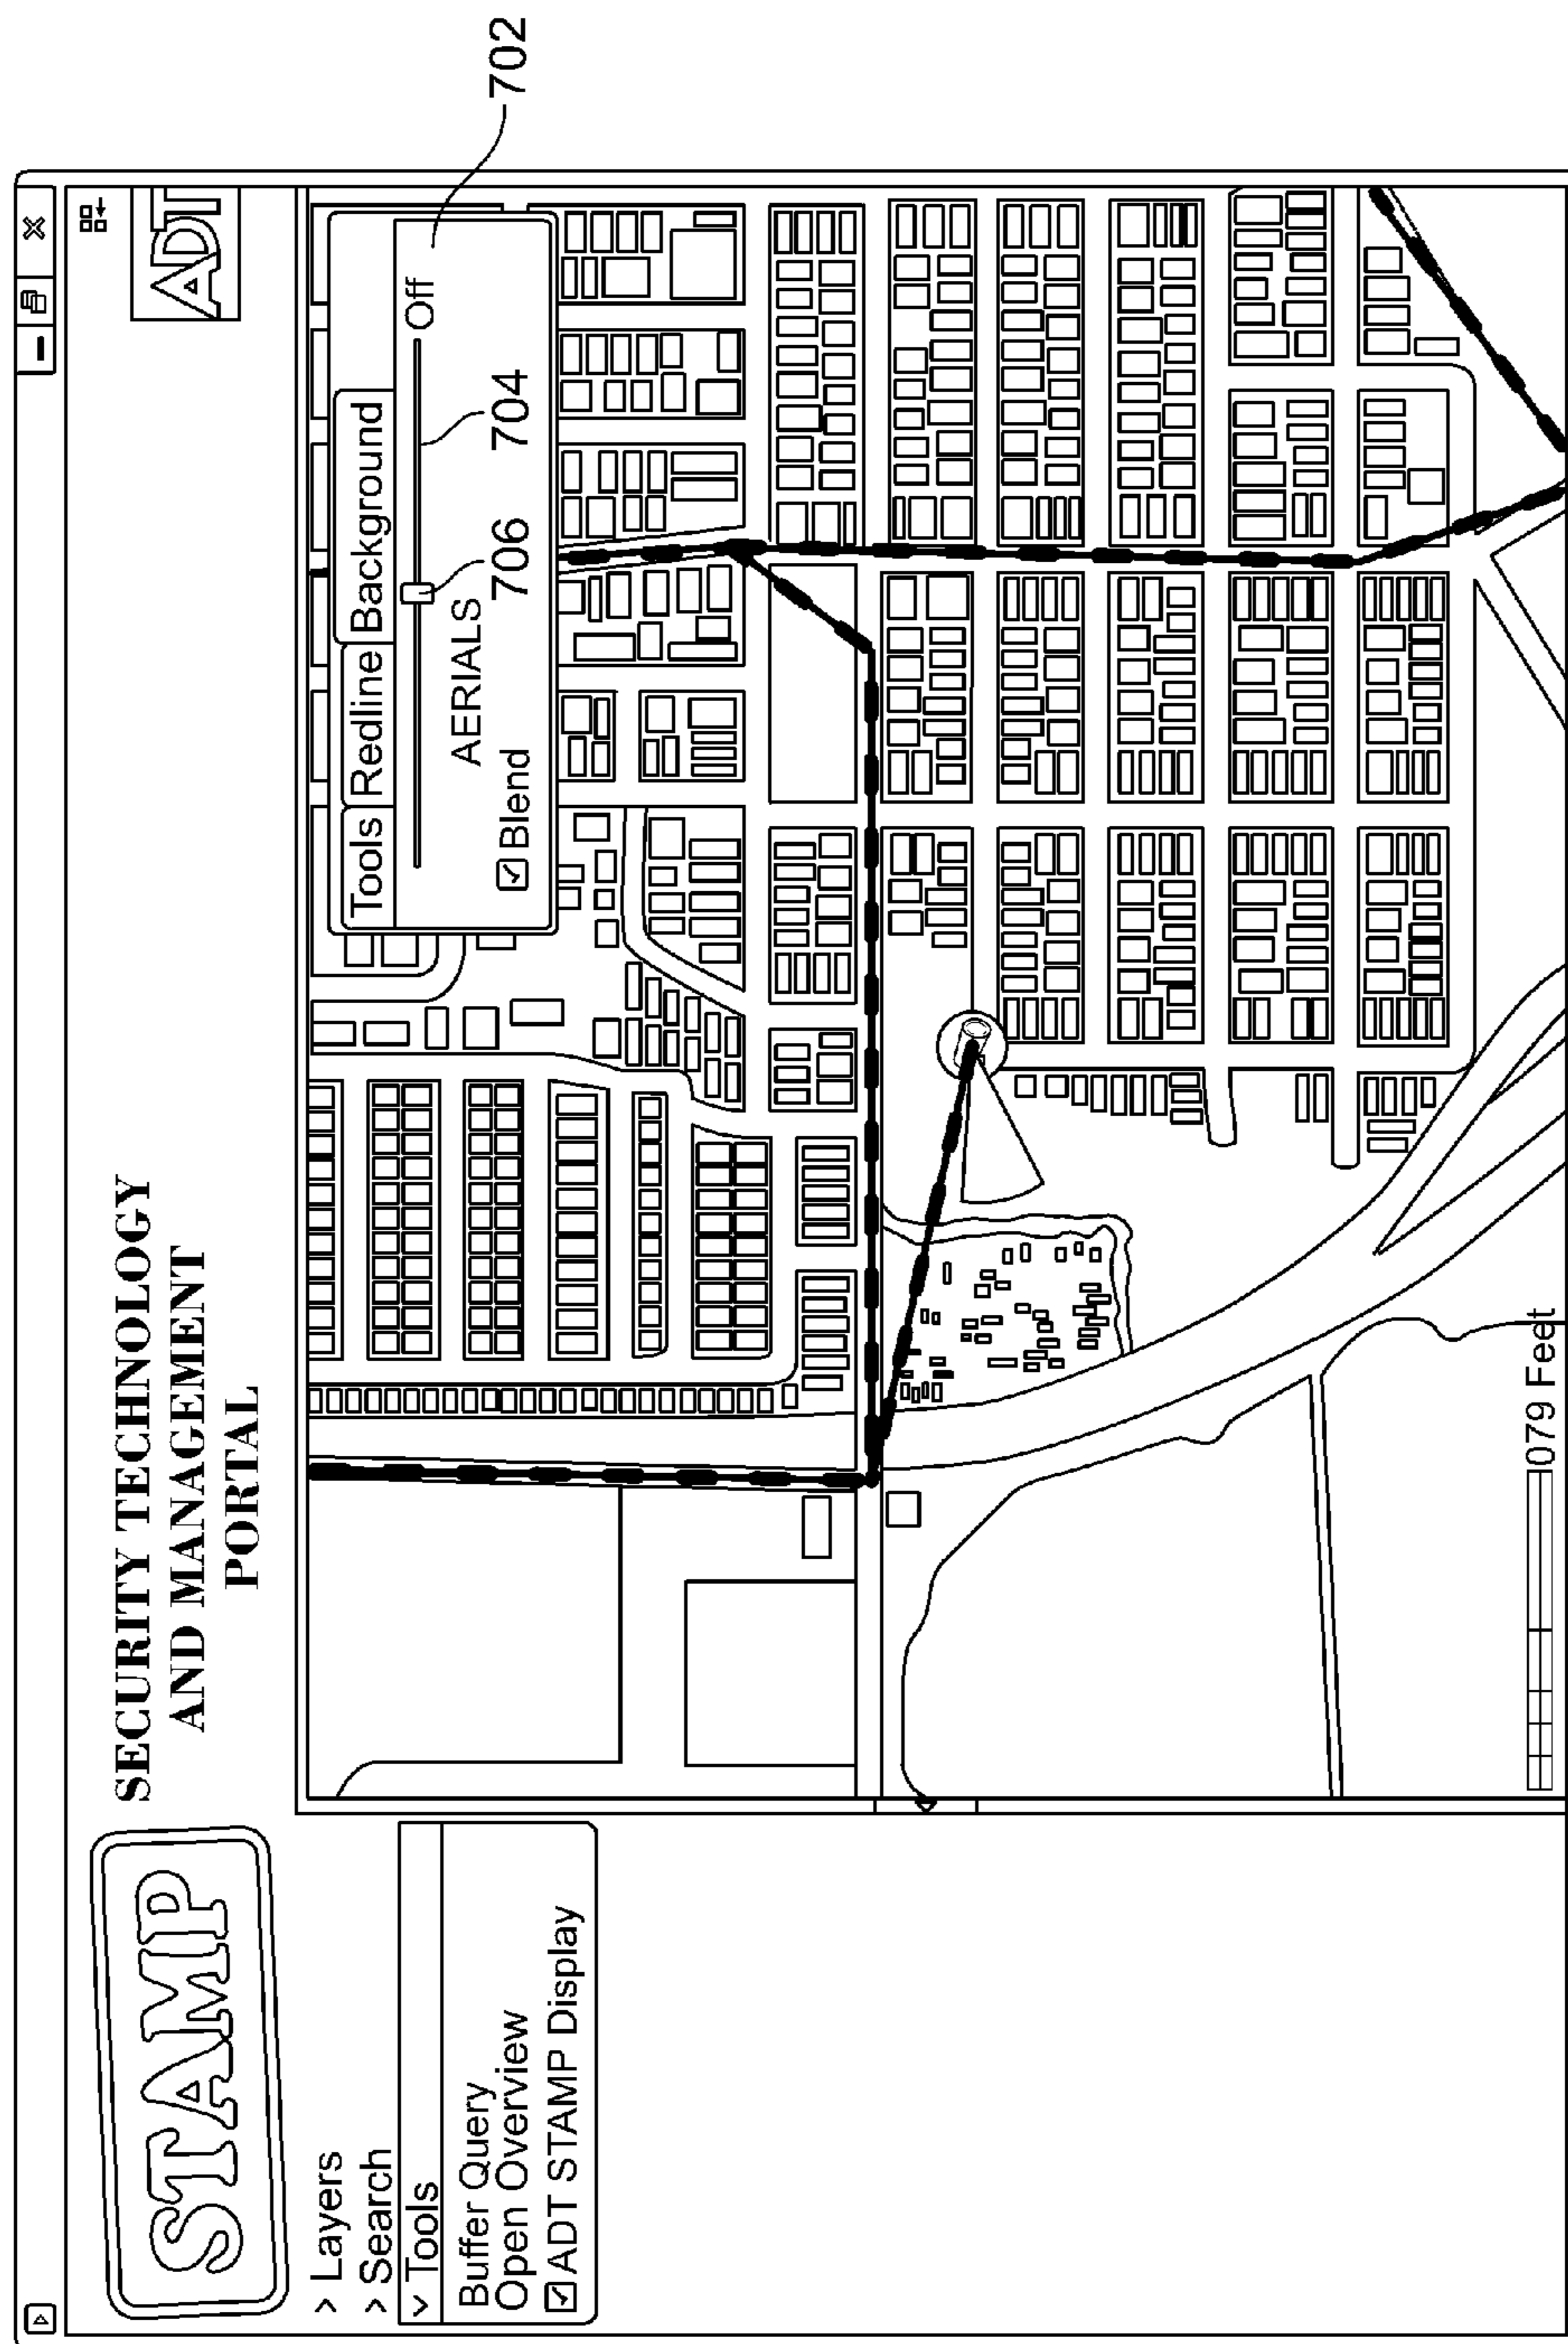 STAMP
SECURITY TECHNOLOGY
AND MANAGEMENT
PORTAL
ADT
> Layers
> Search
v Tools
Buffer Query
Open Overview
☑ ADT STAMP Display
Tools Redline Background
Off
AERIALS
706 704
☑ Blend
702
079 Feet